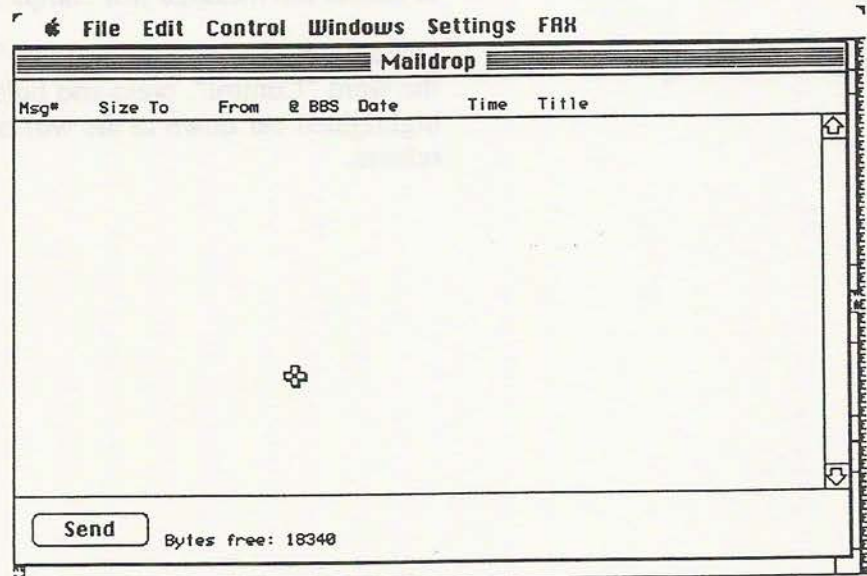 File Edit Control Windows Settings FAX
Maildrop
Msg# Size To From @ BBS Date Time Title
Send
Bytes free: 18340